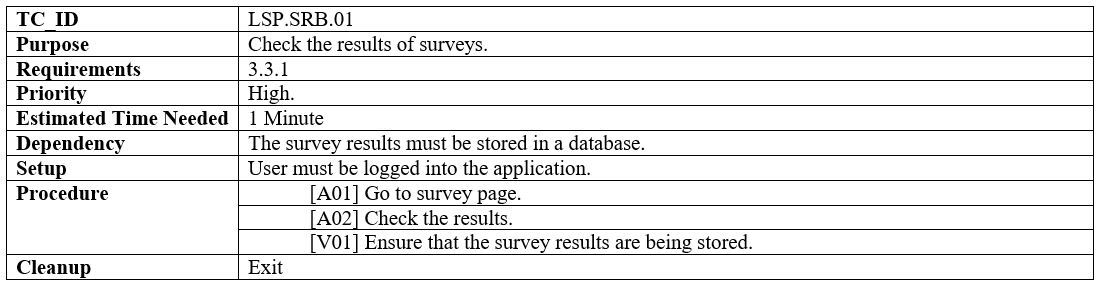 TC_ID LSP.SRB.01
Purpose Check the results of surveys.
Requirements 3.3.1
Priority High.
Estimated Time Needed 1 Minute
Dependency The survey results must be stored in a database.
Setup User must be logged into the application.
Procedure [A01] Go to survey page.
[A02] Check the results.
[V01] Ensure that the survey results are being stored.
Cleanup Exit